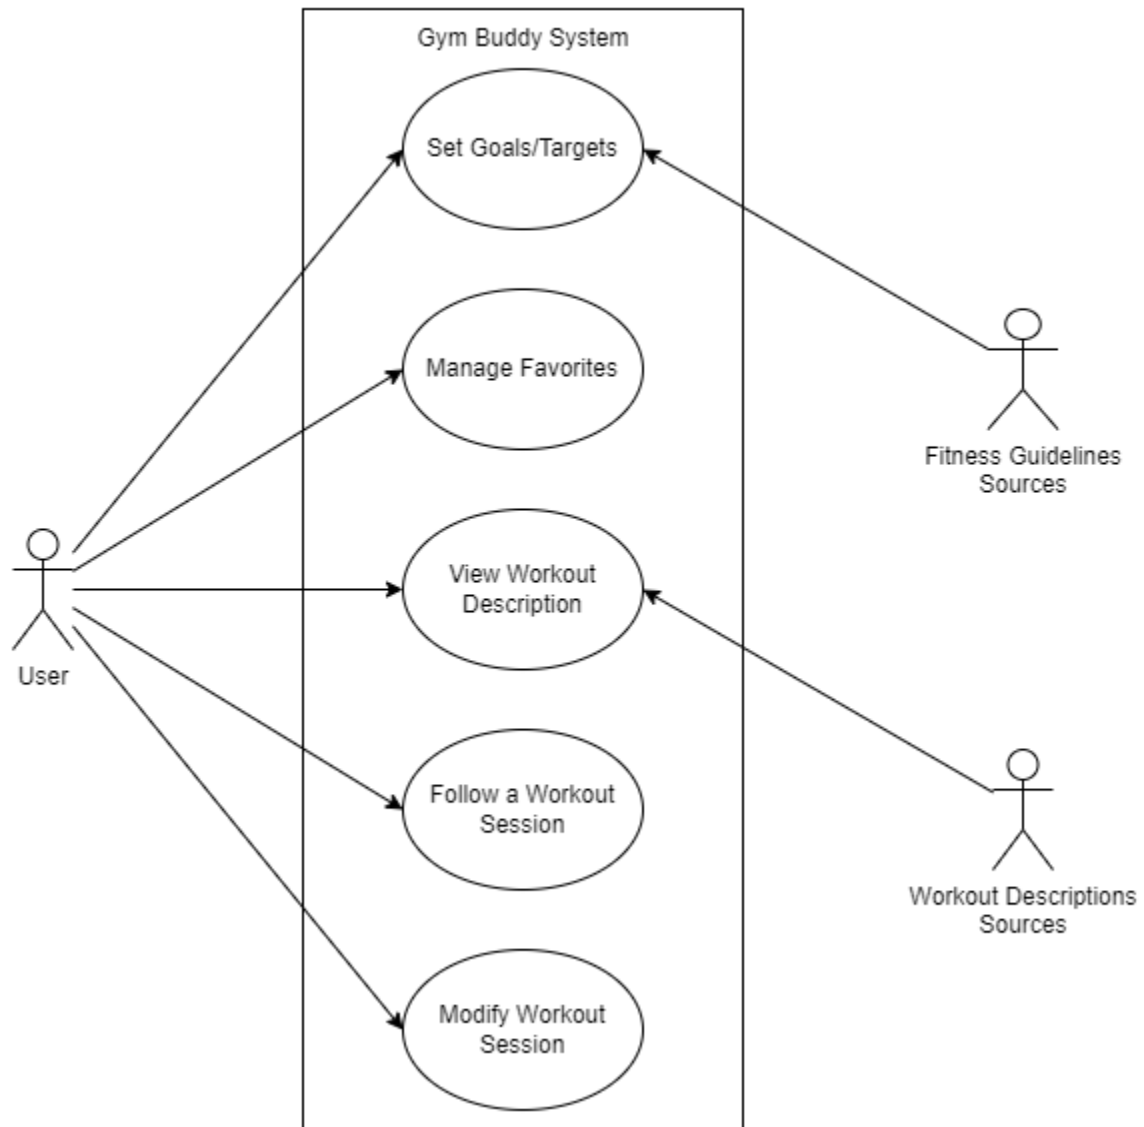 Gym Buddy System
Set Goals/Targets
Manage Favorites
Fitness Guidelines
Sources
View Workout
Description
User
Follow a Workout
Session
Workout Descriptions
Sources
Modify Workout
Session